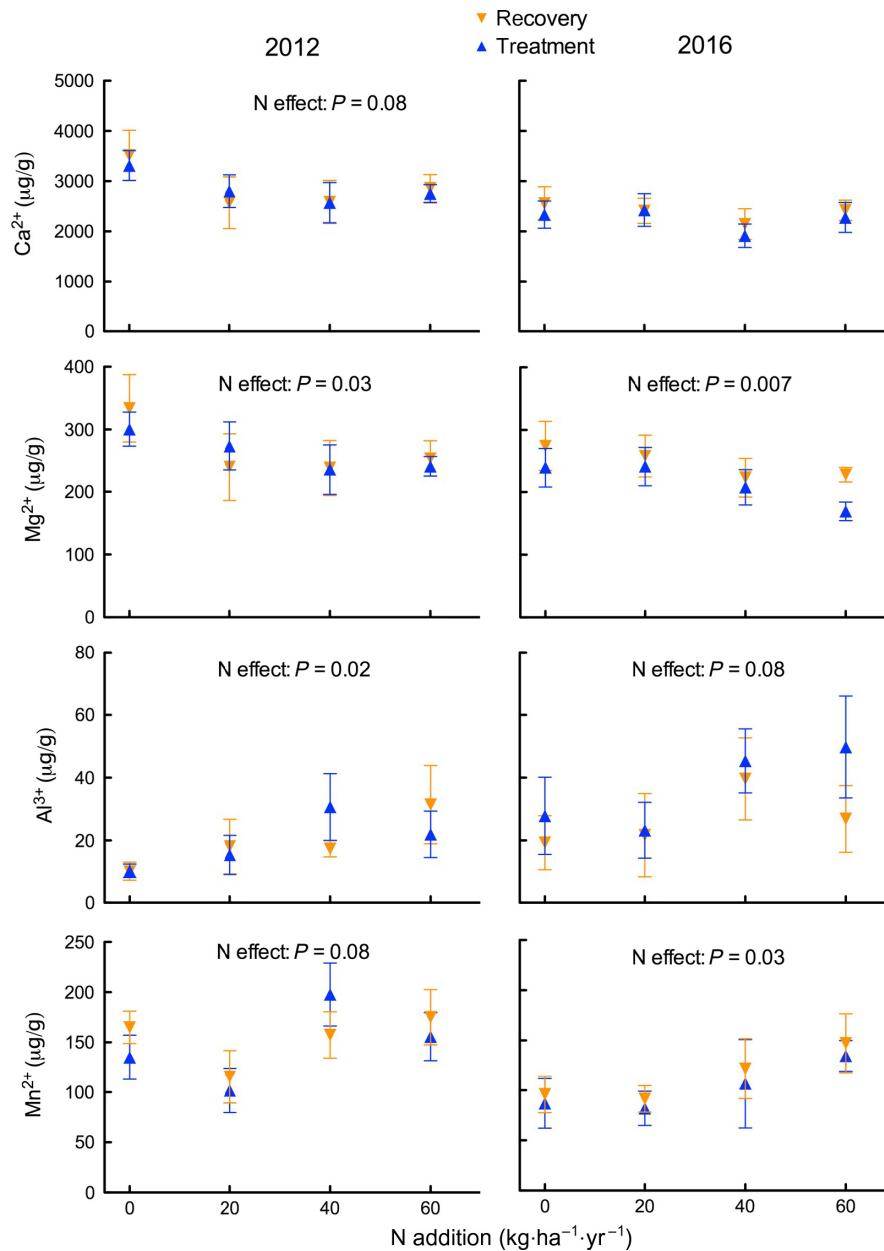 Recovery
Treatment
2012
2016
5000
4000
3000
2000
1000
0
Ca²⁺ (µg/g)
N effect: P = 0.08
400
300
200
100
0
Mg²⁺ (µg/g)
N effect: P = 0.03
N effect: P = 0.007
80
60
40
20
0
Al³⁺ (µg/g)
N effect: P = 0.02
N effect: P = 0.08
250
200
150
100
50
0
Mn²⁺ (µg/g)
N effect: P = 0.08
N effect: P = 0.03
0 20 40 60
0 20 40 60
N addition (kg·ha⁻¹·yr⁻¹)